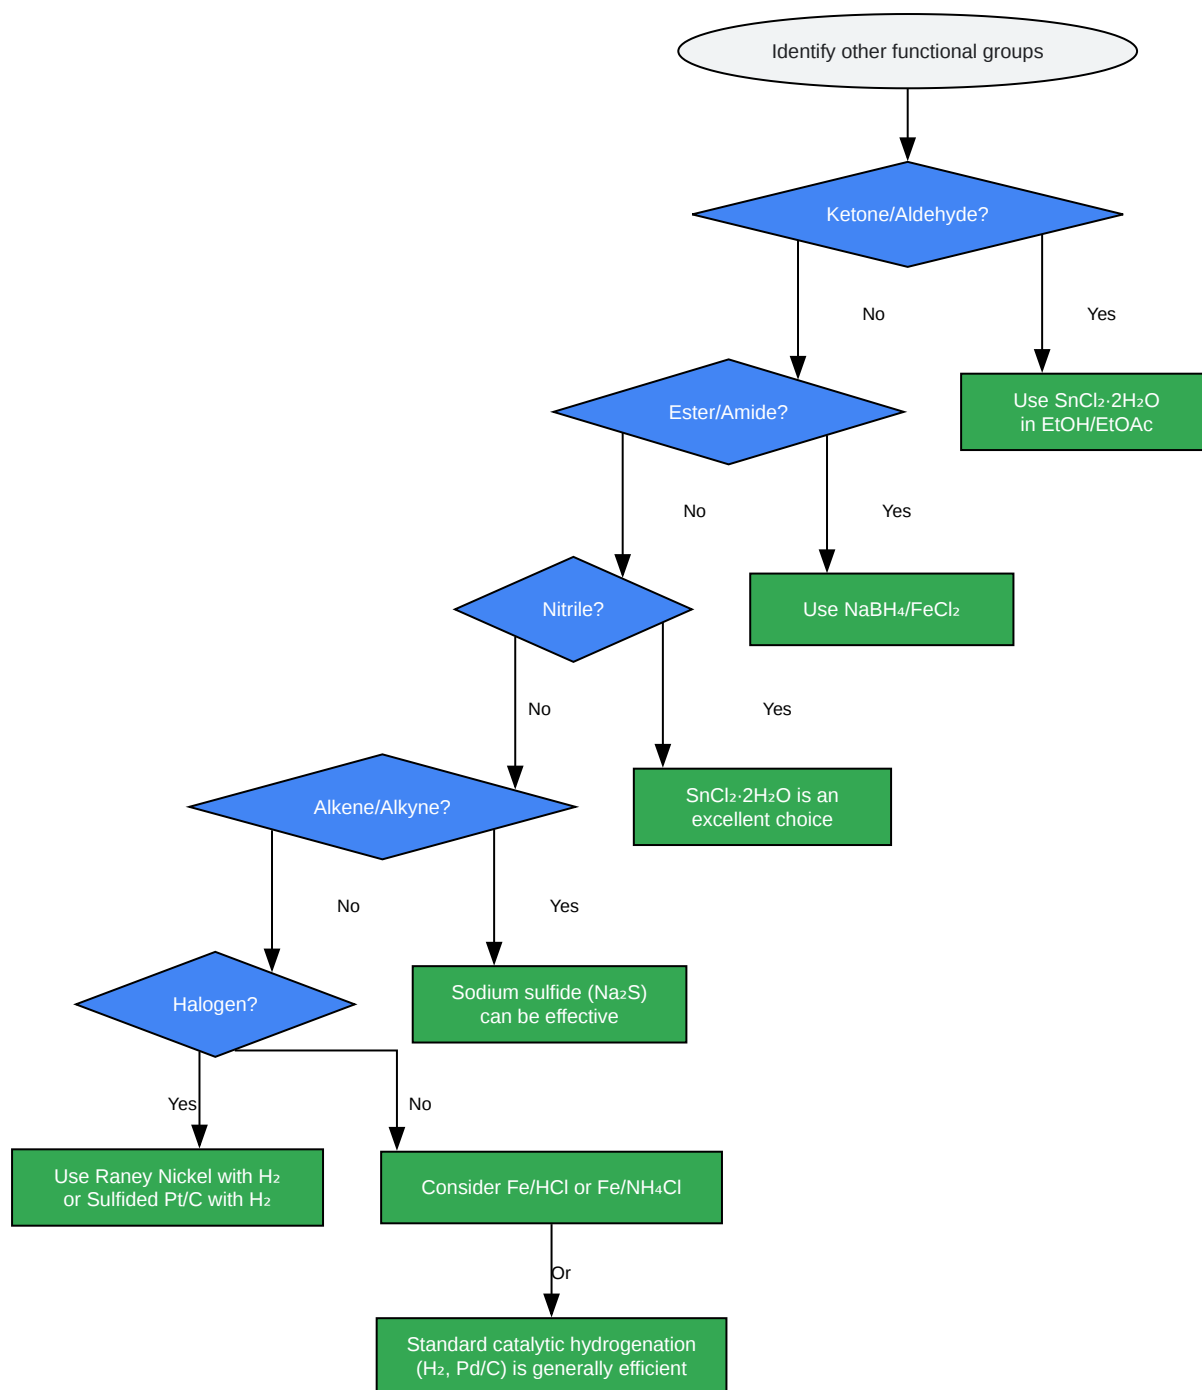 Identify other functional groups
Ketone/Aldehyde?
No
Yes
Ester/Amide?
Use SnCl₂·2H₂O
in EtOH/EtOAc
No
Yes
Nitrile?
Use NaBH₄/FeCl₂
No
Yes
Alkene/Alkyne?
SnCl₂·2H₂O is an
excellent choice
No
Yes
Halogen?
Sodium sulfide (Na₂S)
can be effective
Yes
No
Use Raney Nickel with H₂
or Sulfided Pt/C with H₂
Consider Fe/HCl or Fe/NH₄Cl
Or
Standard catalytic hydrogenation
(H₂, Pd/C) is generally efficient